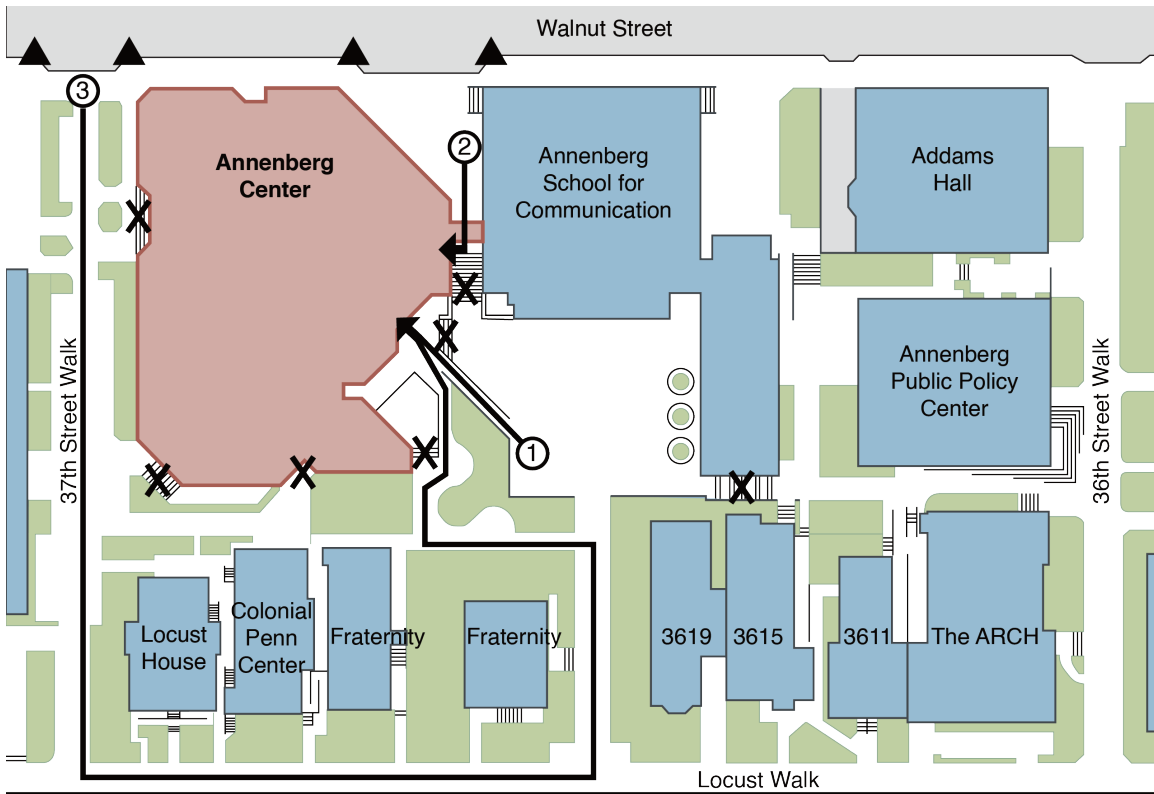 Walnut Street
3
2
Annenberg
Center
Annenberg
School for
Communication
Addams
Hall
Annenberg
Public Policy
Center
37th Street Walk
36th Street Walk
1
Locust
House
Colonial
Penn
Center
Fraternity
Fraternity
3619
3615
3611
The ARCH
Locust Walk